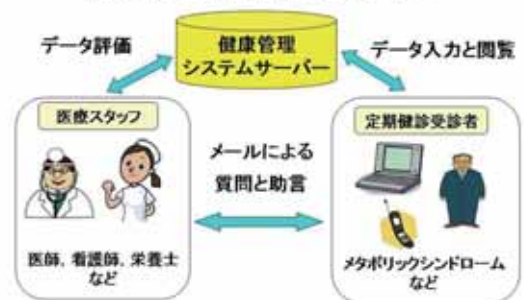 データ評価
健康管理
システムサーバー
データ入力と閲覧
医療スタッフ
定期健診受診者
メールによる
質問と助言
医師、看護師、栄養士
など
メタボリックシンドローム
など